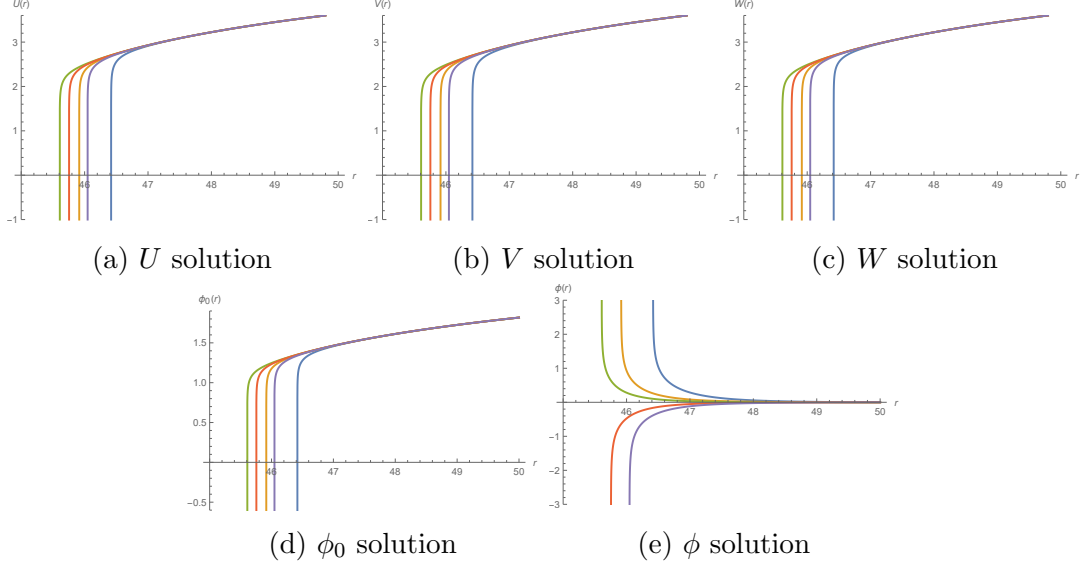 U(r)
3
2
1
46 47 48 49 50 r
-1
(a) U solution
V(r)
3
2
1
46 47 48 49 50 r
-1
(b) V solution
W(r)
3
2
1
46 47 48 49 50 r
-1
(c) W solution
ϕ₀(r)
1.5
1.0
0.5
46 47 48 49 50 r
-0.5
(d) ϕ₀ solution
ϕ(r)
3
2
1
46 47 48 49 50 r
-1
-2
-3
(e) ϕ solution